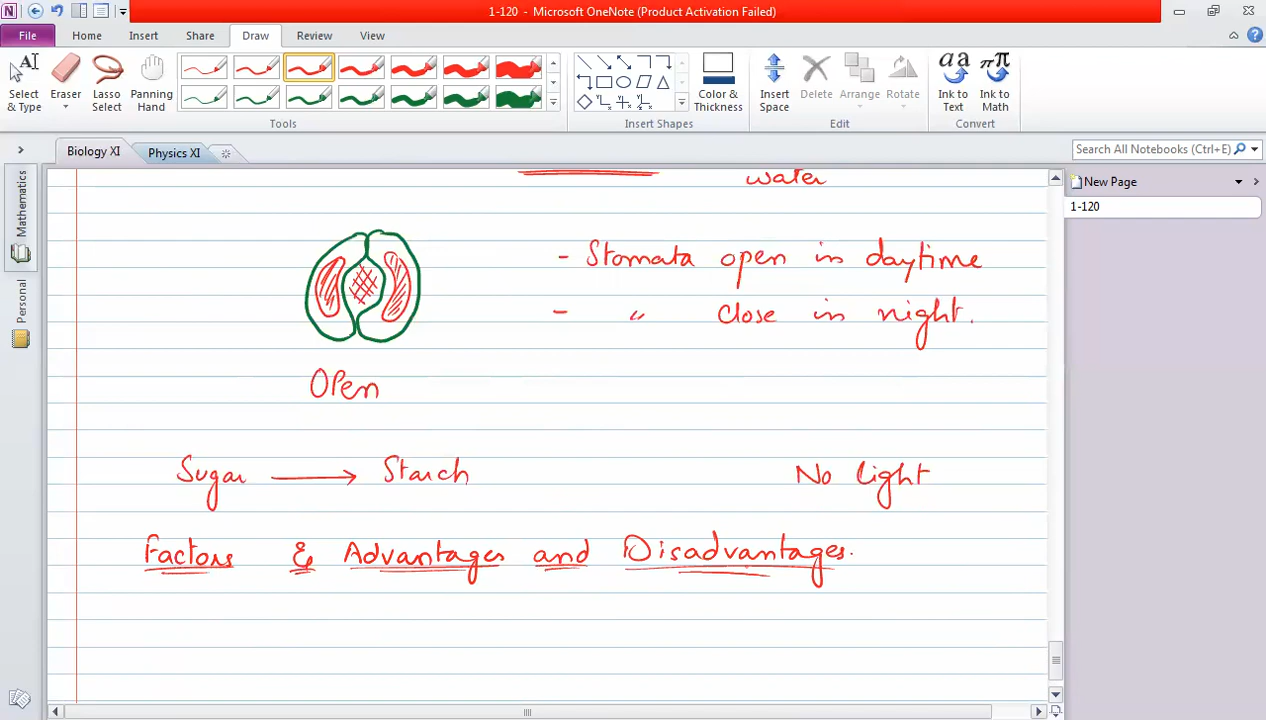 1-120 - Microsoft OneNote (Product Activation Failed)
File Home Insert Share Draw Review View
Select & Type
Eraser
Lasso Select
Panning Hand
Color & Thickness
Insert Space
Delete
Arrange
Rotate
Ink to Text
Ink to Math
Tools
Insert Shapes
Edit
Convert
Biology XI
Physics XI
Search All Notebooks (Ctrl+E)
New Page
1-120
Mathematics
Personal
water
- Stomata open in daytime
- " close in night.
Open
Sugar → Starch
No light
Factors & Advantages and Disadvantages.